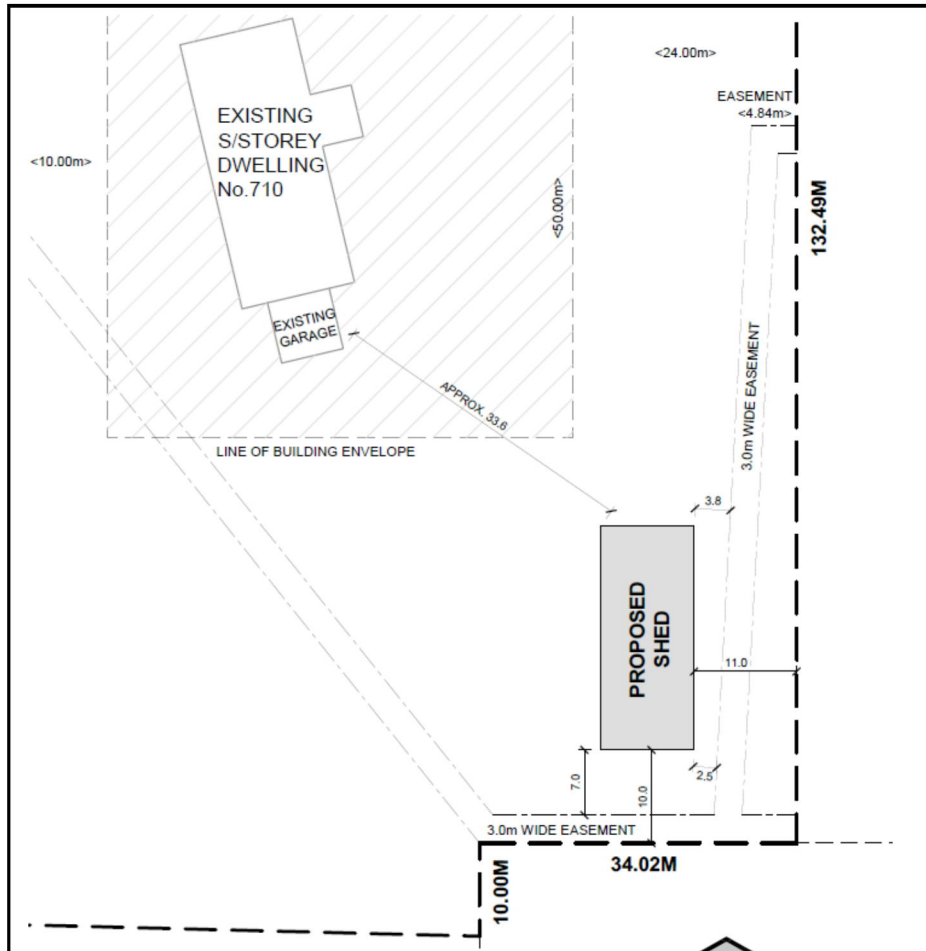 <24.00m>
EASEMENT
<4.84m>
EXISTING
S/STOREY
DWELLING
No.710
<10.00m>
<50.00m>
132.49M
EXISTING
GARAGE
3.0m WIDE EASEMENT
APPROX. 33.6
LINE OF BUILDING ENVELOPE
3.8
PROPOSED
SHED
11.0
7.0
10.0
2.5
3.0m WIDE EASEMENT
34.02M
10.00M